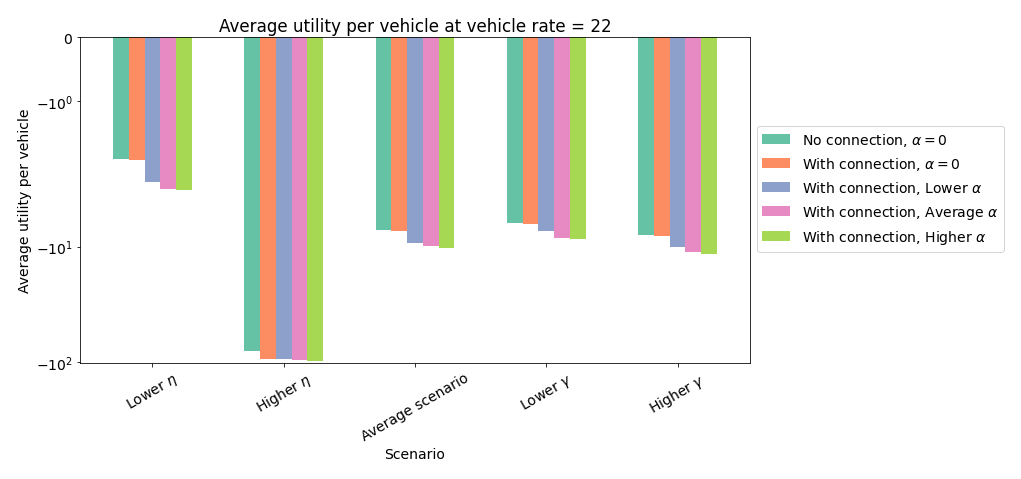 Average utility per vehicle at vehicle rate = 22
Average utility per vehicle
0
−10⁰
−10¹
−10²
Lower η
Higher η
Average scenario
Lower γ
Higher γ
Scenario
No connection, α = 0
With connection, α = 0
With connection, Lower α
With connection, Average α
With connection, Higher α